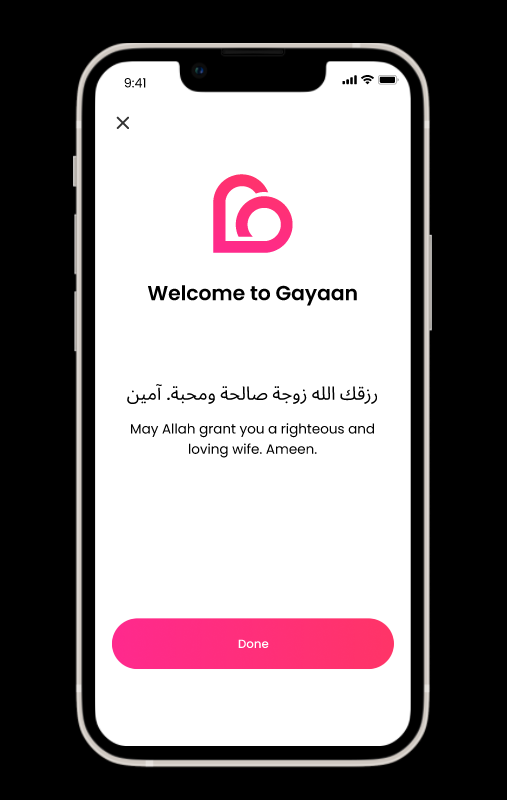 9:41
Welcome to Gayaan
رزقك الله زوجة صالحة ومحبة. آمين
May Allah grant you a righteous and
loving wife. Ameen.
Done